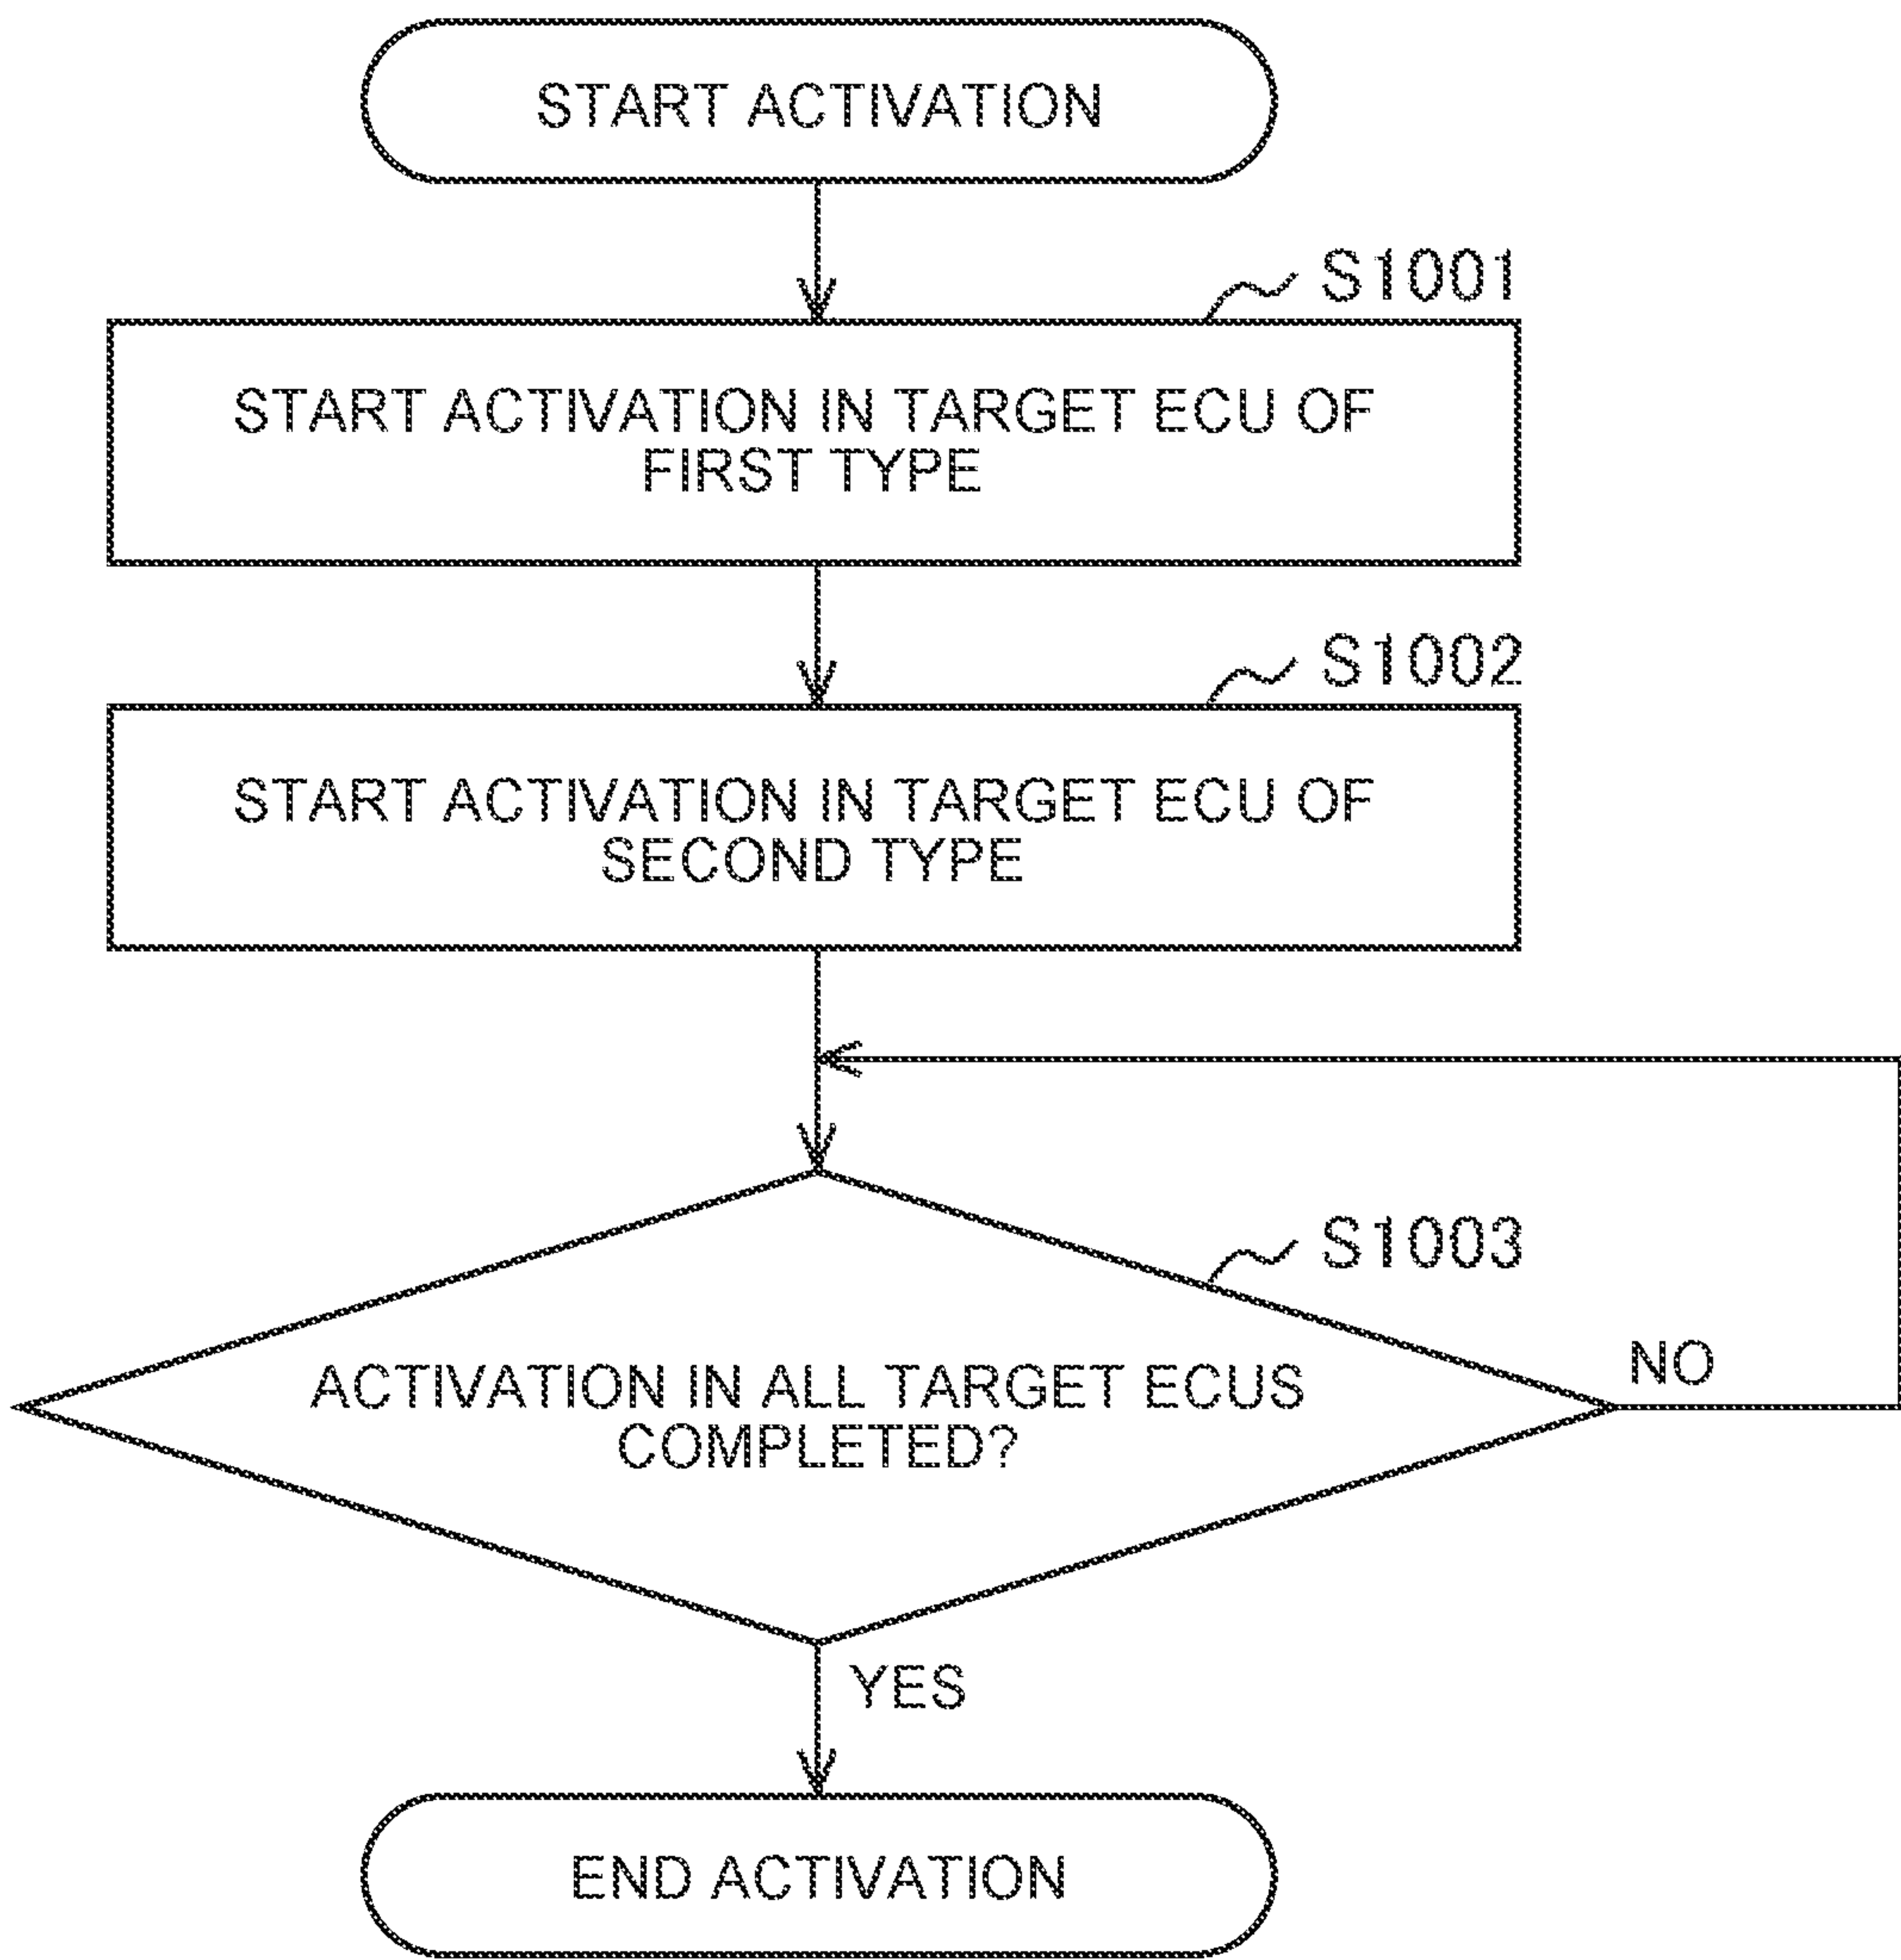 START ACTIVATION
S1001
START ACTIVATION IN TARGET ECU OF
FIRST TYPE
S1002
START ACTIVATION IN TARGET ECU OF
SECOND TYPE
S1003
ACTIVATION IN ALL TARGET ECUS
COMPLETED?
NO
YES
END ACTIVATION